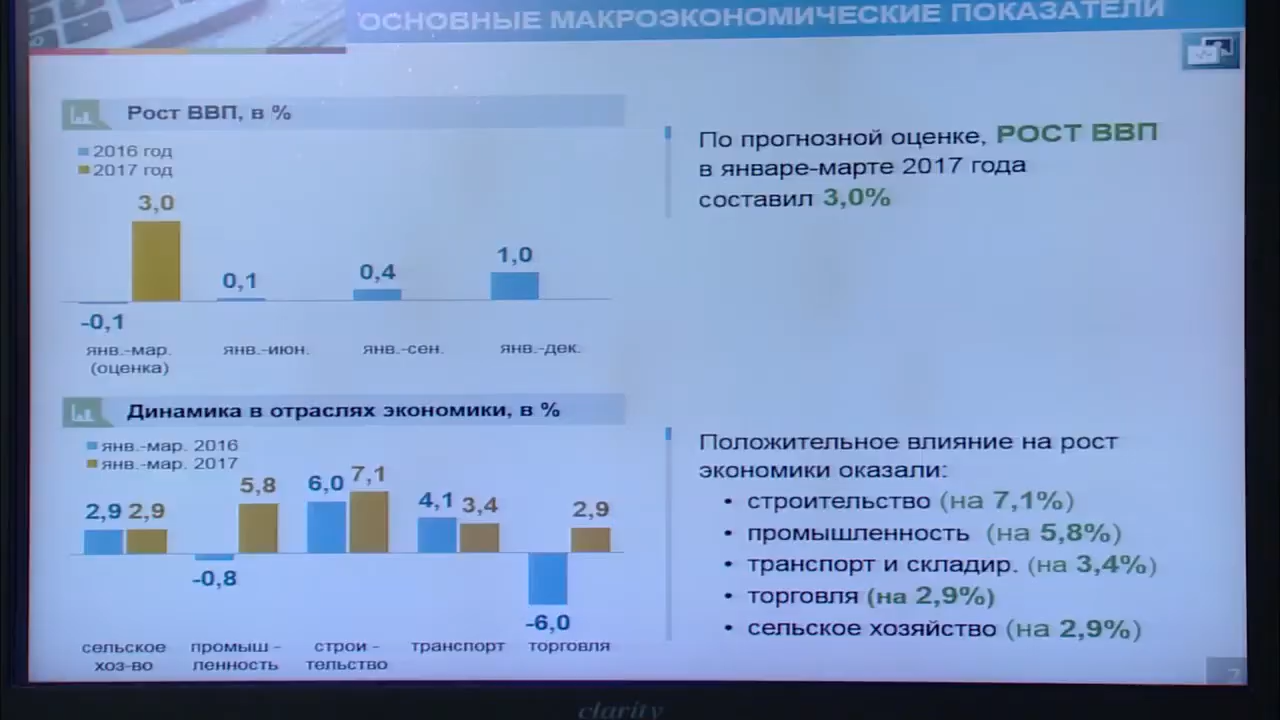 ОСНОВНЫЕ МАКРОЭКОНОМИЧЕСКИЕ ПОКАЗАТЕЛИ
Рост ВВП, в %
2016 год
2017 год
3,0
-0,1
0,1
0,4
1,0
янв.-мар. (оценка)
янв.-июн.
янв.-сен.
янв.-дек.
По прогнозной оценке, РОСТ ВВП
в январе-марте 2017 года
составил 3,0%
Динамика в отраслях экономики, в %
янв.-мар. 2016
янв.-мар. 2017
2,9 2,9
-0,8
5,8
6,0
7,1
4,1
3,4
-6,0
2,9
сельское
хоз-во
промыш -
ленность
строи -
тельство
транспорт
торговля
Положительное влияние на рост
экономики оказали:
• строительство (на 7,1%)
• промышленность (на 5,8%)
• транспорт и складир. (на 3,4%)
• торговля (на 2,9%)
• сельское хозяйство (на 2,9%)
7
clarity